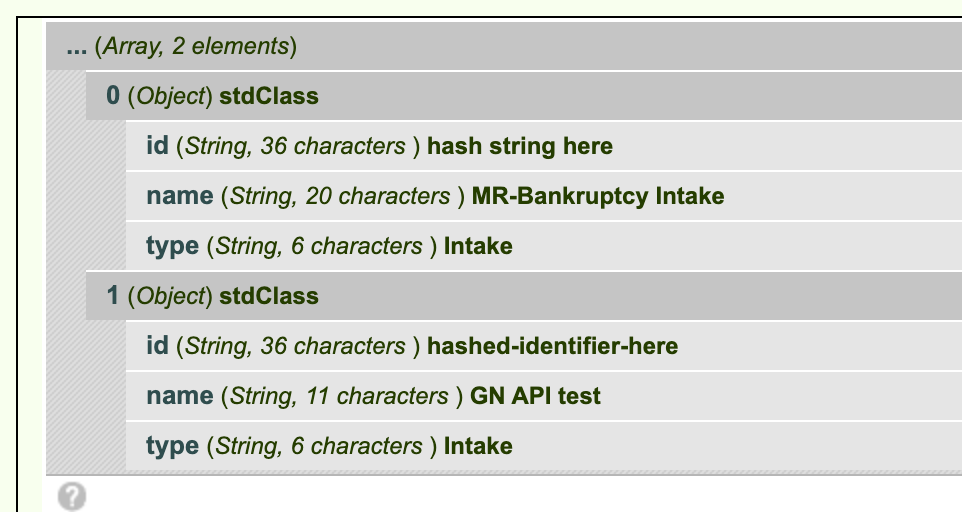 ... (Array, 2 elements)
0 (Object) stdClass
id (String, 36 characters ) hash string here
name (String, 20 characters ) MR-Bankruptcy Intake
type (String, 6 characters ) Intake
1 (Object) stdClass
id (String, 36 characters ) hashed-identifier-here
name (String, 11 characters ) GN API test
type (String, 6 characters ) Intake
?